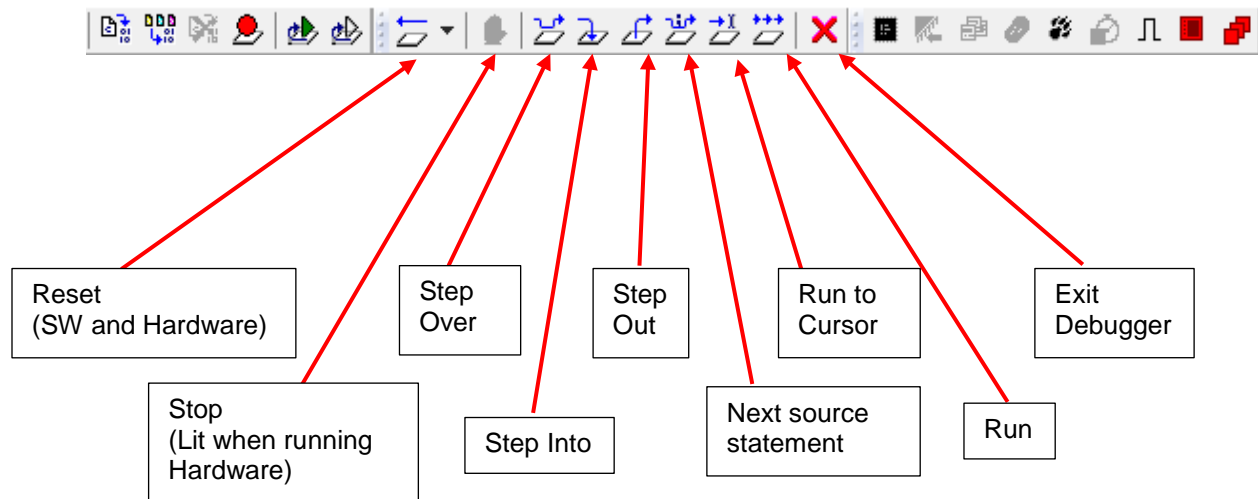 Reset
(SW and Hardware)
Step
Over
Step
Out
Run to
Cursor
Exit
Debugger
Stop
(Lit when running
Hardware)
Step Into
Next source
statement
Run